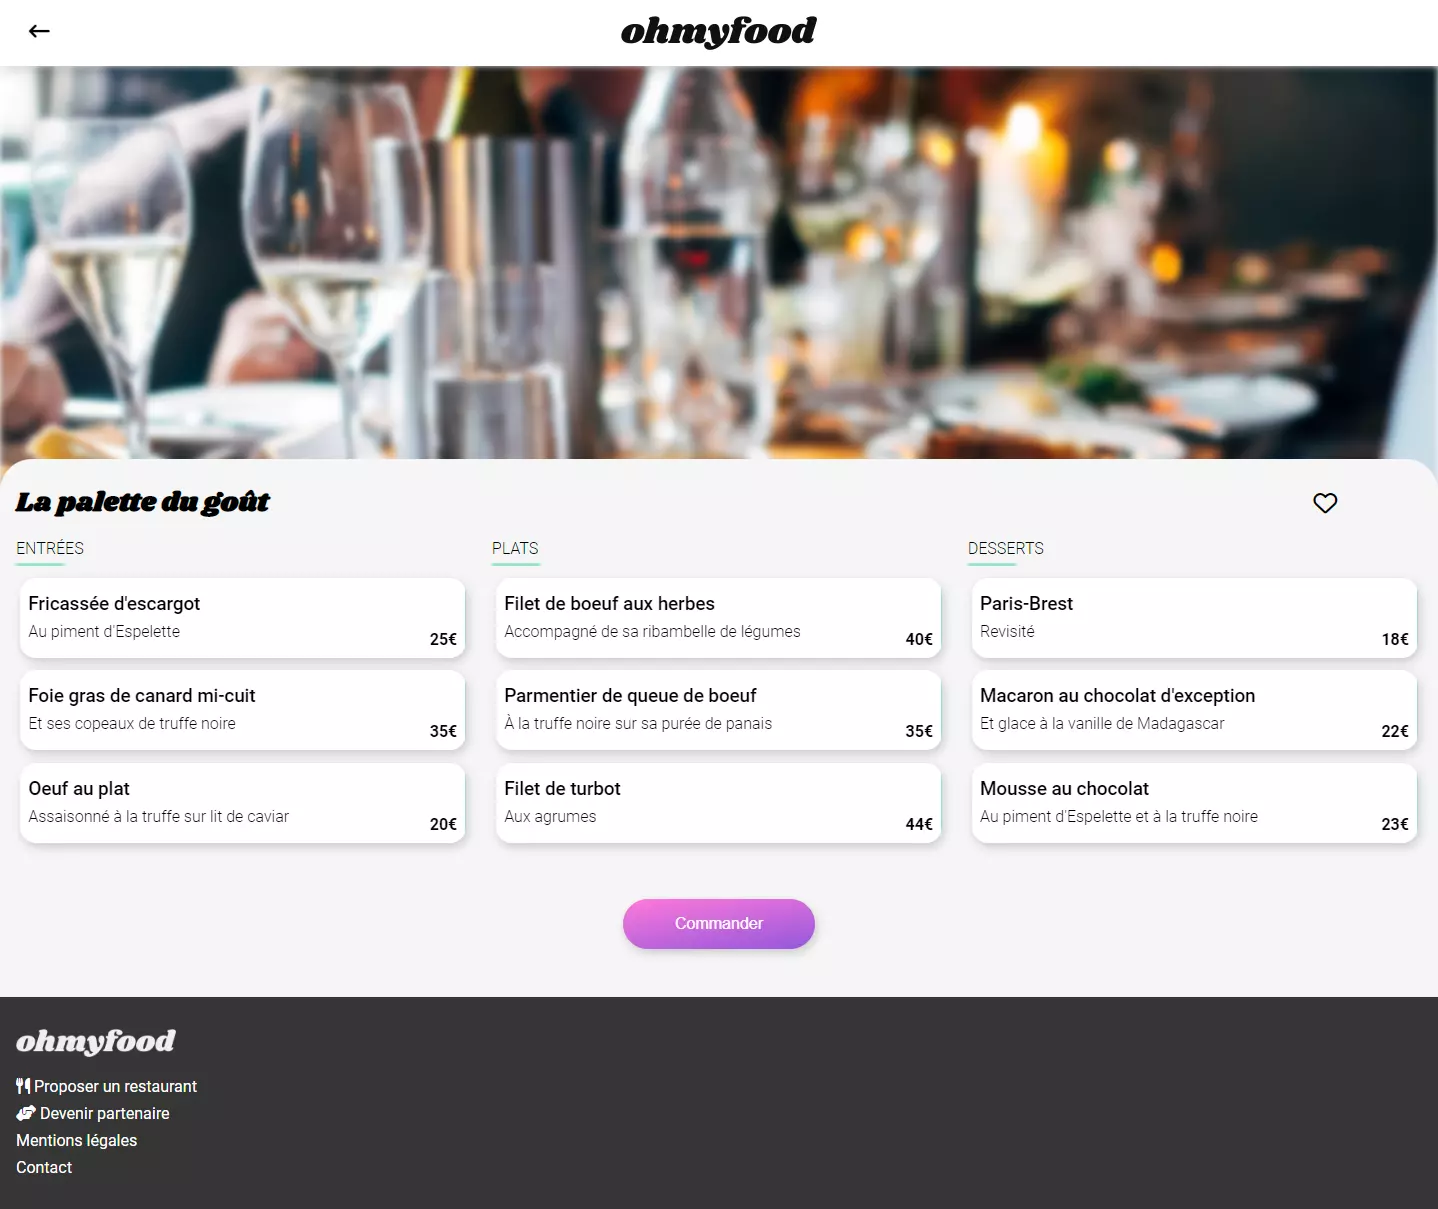 ohmyfood
La palette du goût
ENTRÉES
Fricassée d'escargot
Au piment d'Espelette
25€
Foie gras de canard mi-cuit
Et ses copeaux de truffe noire
35€
Oeuf au plat
Assaisonné à la truffe sur lit de caviar
20€
PLATS
Filet de boeuf aux herbes
Accompagné de sa ribambelle de légumes
40€
Parmentier de queue de boeuf
À la truffe noire sur sa purée de panais
35€
Filet de turbot
Aux agrumes
44€
DESSERTS
Paris-Brest
Revisité
18€
Macaron au chocolat d'exception
Et glace à la vanille de Madagascar
22€
Mousse au chocolat
Au piment d'Espelette et à la truffe noire
23€
Commander
ohmyfood
Proposer un restaurant
Devenir partenaire
Mentions légales
Contact